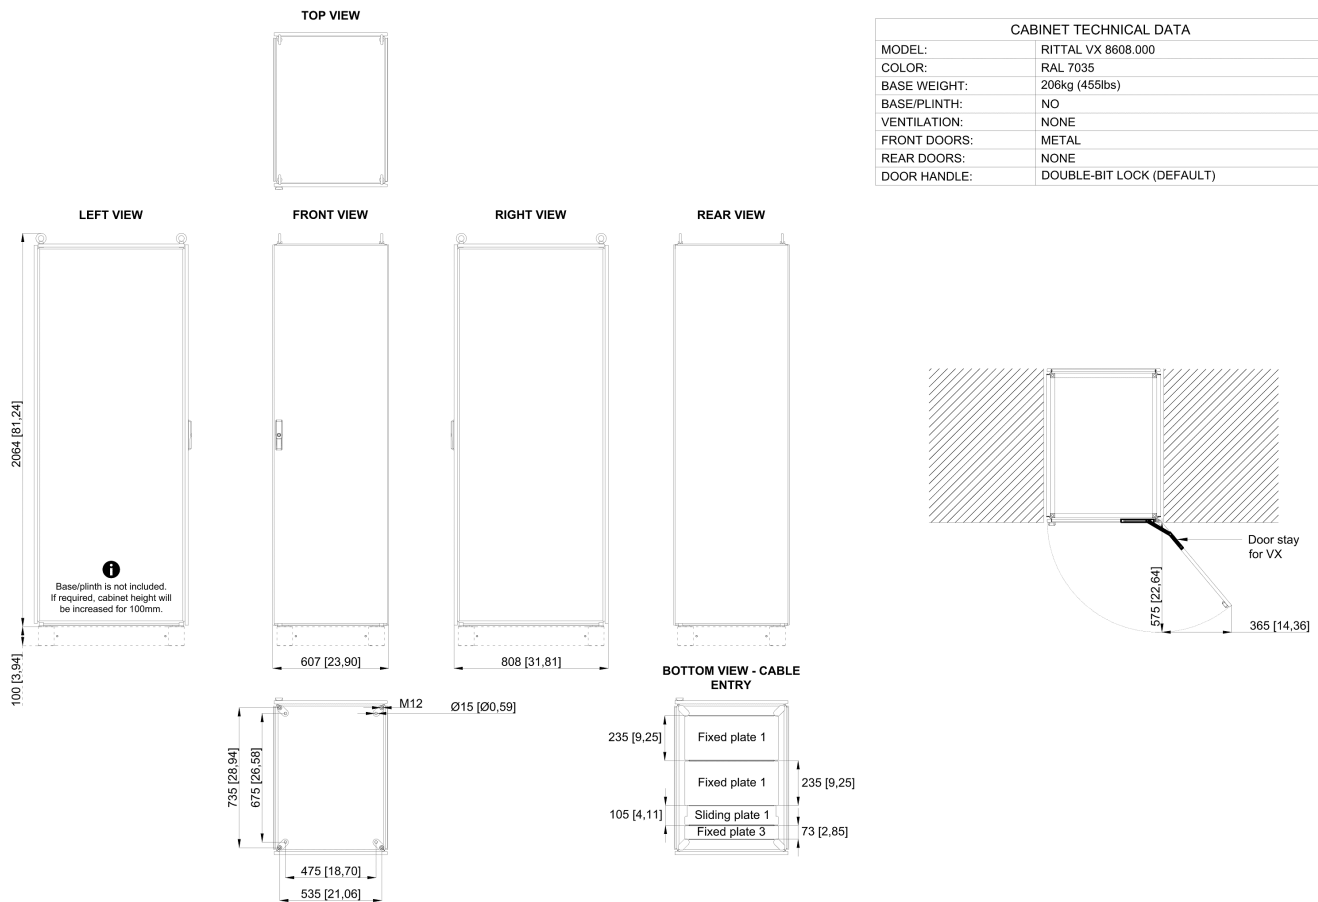 TOP VIEW
CABINET TECHNICAL DATA
MODEL: RITTAL VX 8608.000
COLOR: RAL 7035
BASE WEIGHT: 206kg (455lbs)
BASE/PLINTH: NO
VENTILATION: NONE
FRONT DOORS: METAL
REAR DOORS: NONE
DOOR HANDLE: DOUBLE-BIT LOCK (DEFAULT)
LEFT VIEW
FRONT VIEW
RIGHT VIEW
REAR VIEW
2064 [81,24]
Base/plinth is not included.
If required, cabinet height will
be increased for 100mm.
100 [3,94]
607 [23,90]
808 [31,81]
Door stay
for VX
575 [22,64]
365 [14,36]
M12
Ø15 [Ø0,59]
735 [28,94]
675 [26,58]
475 [18,70]
535 [21,06]
BOTTOM VIEW - CABLE
ENTRY
235 [9,25]
Fixed plate 1
Fixed plate 1
235 [9,25]
105 [4,11]
Sliding plate 1
Fixed plate 3
73 [2,85]